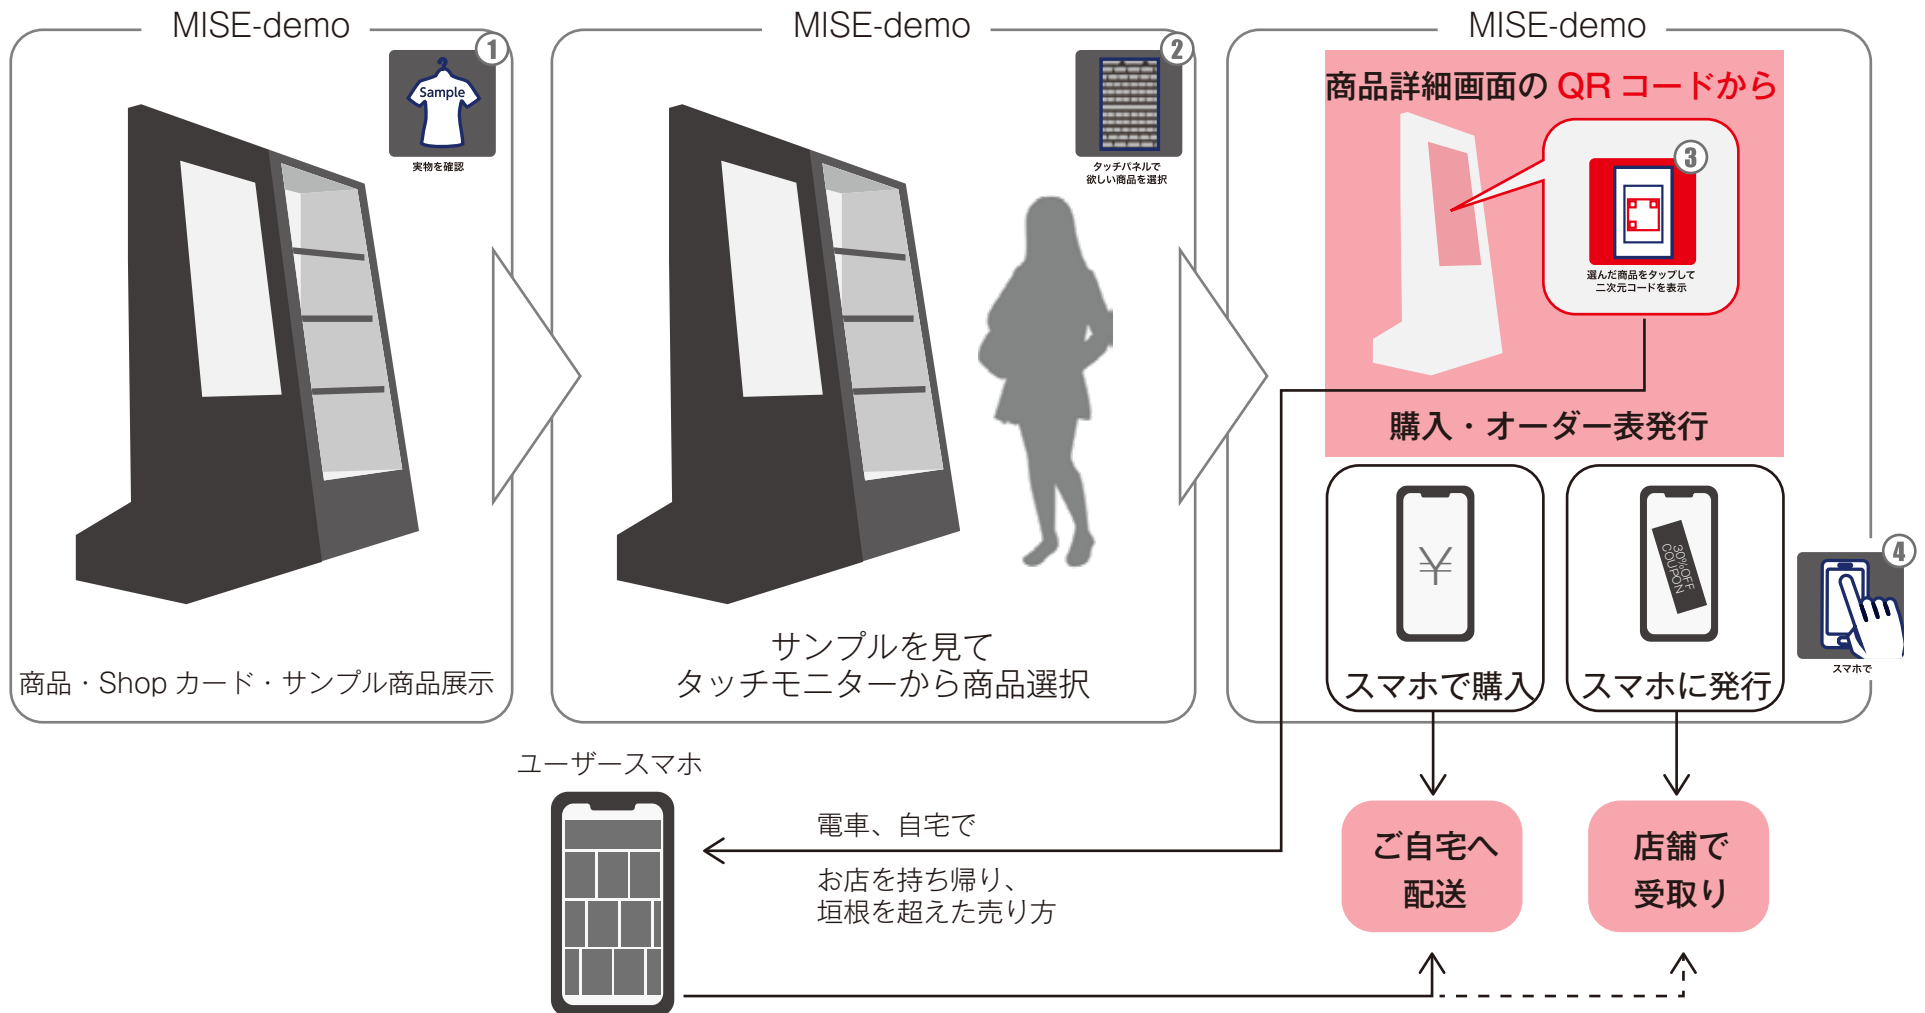 MISE-demo
1
Sample
実物を確認
商品・Shop カード・サンプル商品展示
MISE-demo
2
タッチパネルで
欲しい商品を選択
サンプルを見て
タッチモニターから商品選択
MISE-demo
商品詳細画面の QR コードから
3
選んだ商品をタップして
二次元コードを表示
購入・オーダー表発行
¥
スマホで購入
30%OFF
COUPON
スマホに発行
4
スマホで
ユーザースマホ
電車、自宅で
お店を持ち帰り、
垣根を超えた売り方
ご自宅へ
配送
店舗で
受取り